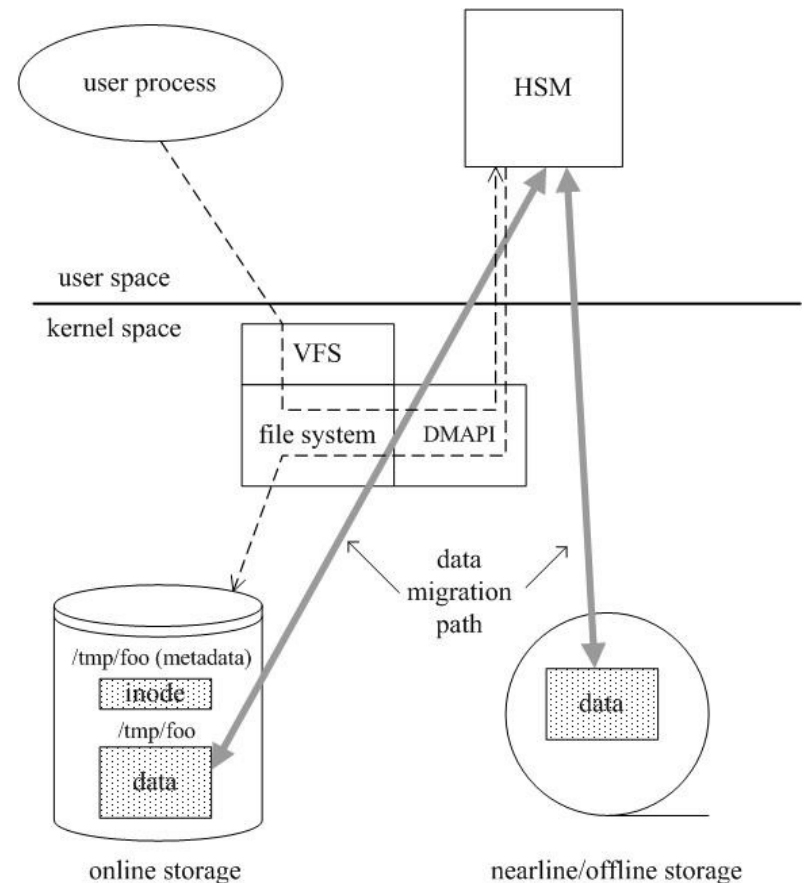 user process
HSM
user space
kernel space
VFS
file system
DMAPI
data
migration
path
/tmp/foo (metadata)
inode
/tmp/foo
data
data
online storage
nearline/offline storage